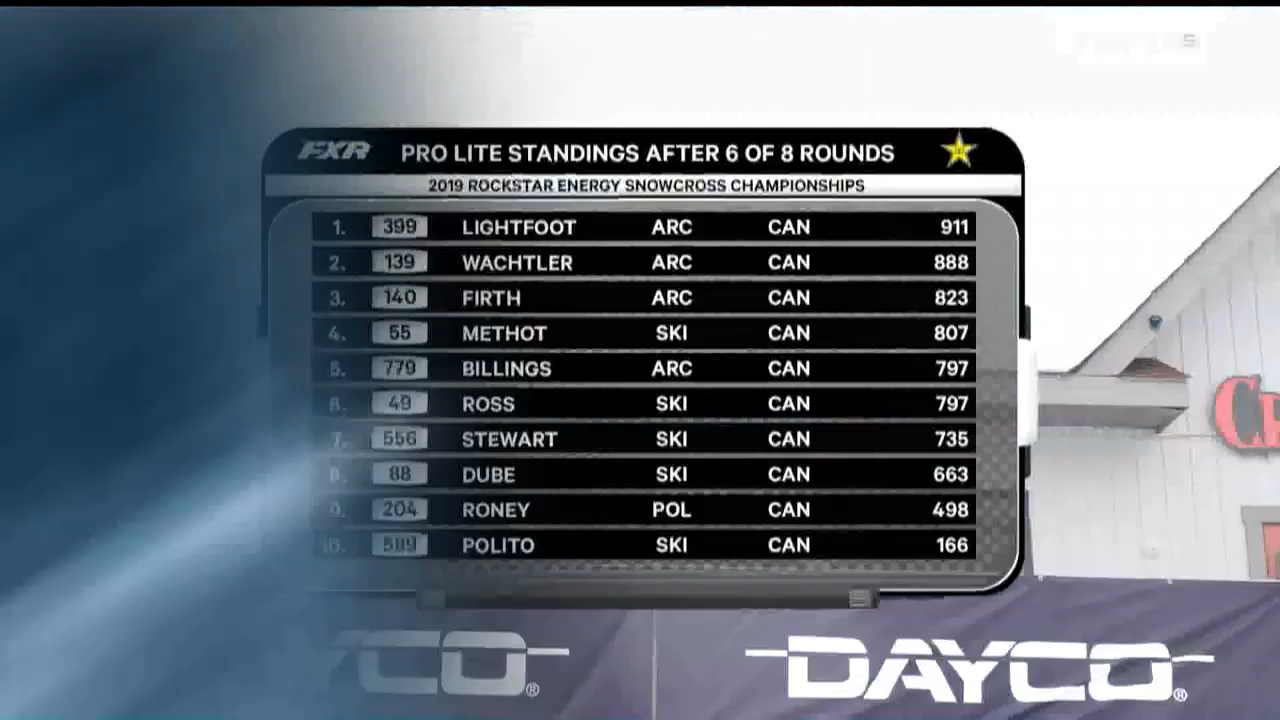 FXR PRO LITE STANDINGS AFTER 6 OF 8 ROUNDS
2019 ROCKSTAR ENERGY SNOWCROSS CHAMPIONSHIPS
1. 399 LIGHTFOOT ARC CAN 911
2. 139 WACHTLER ARC CAN 888
3. 140 FIRTH ARC CAN 823
4. 55 METHOT SKI CAN 807
5. 779 BILLINGS ARC CAN 797
6. 49 ROSS SKI CAN 797
7. 556 STEWART SKI CAN 735
8. 88 DUBE SKI CAN 663
9. 204 RONEY POL CAN 498
10. POLITO SKI CAN 166
YCO® DAYCO®